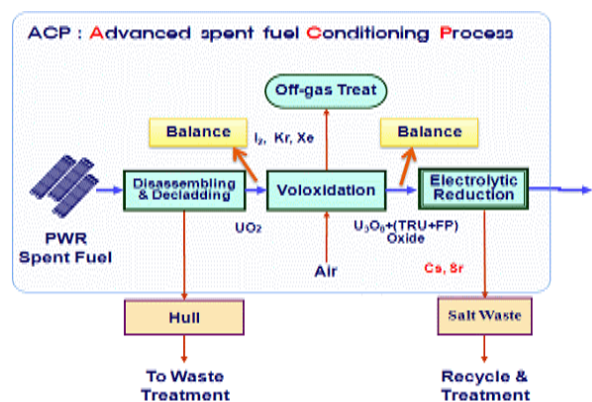 ACP : Advanced spent fuel Conditioning Process
Off-gas Treat
Balance
I₂, Kr, Xe
Balance
Disassembling
& Decladding
Voloxidation
Electrolytic
Reduction
PWR
Spent Fuel
UO₂
U₃O₈+(TRU+FP)
Oxide
Air
Cs, Sr
Hull
Salt Waste
To Waste
Treatment
Recycle &
Treatment